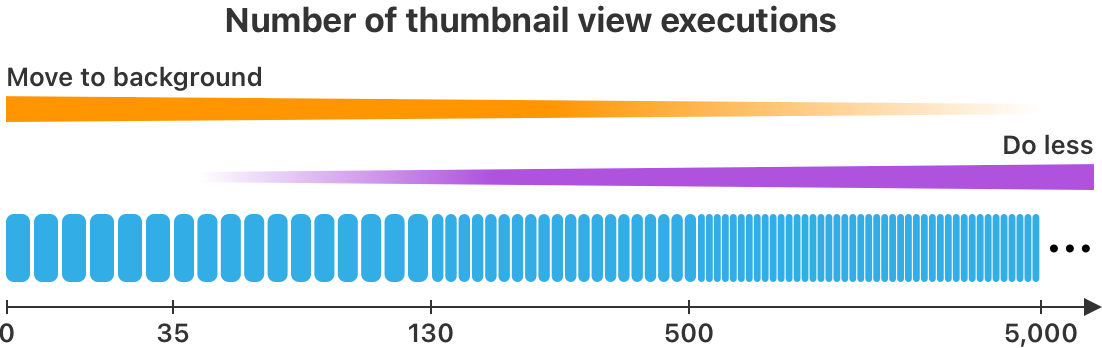 Number of thumbnail view executions
Move to background
Do less
•••
0 35 130 500 5,000